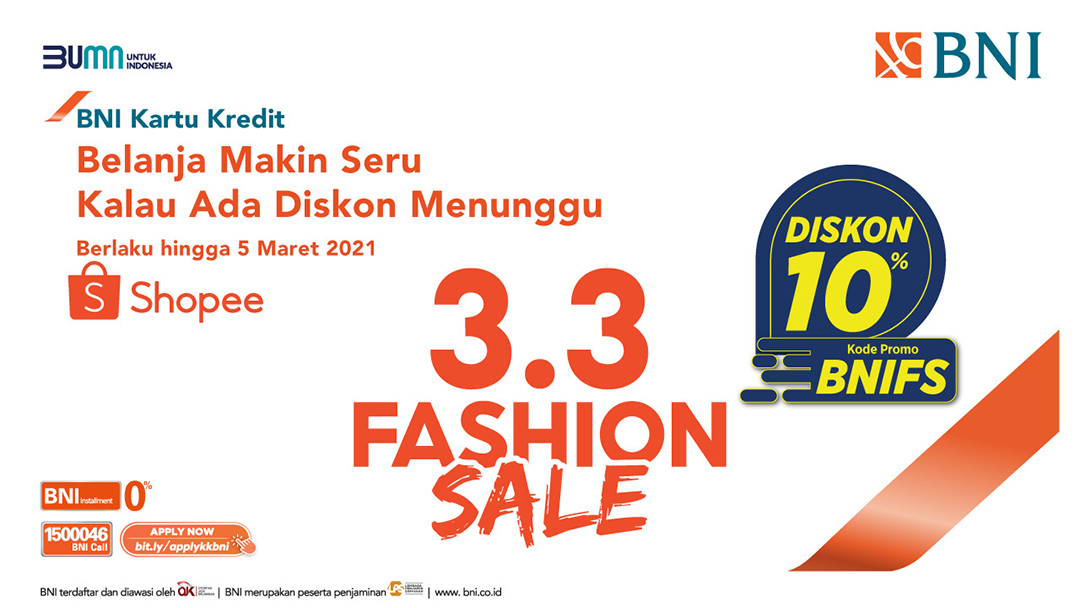 BUMN UNTUK INDONESIA
BNI
BNI Kartu Kredit
Belanja Makin Seru
Kalau Ada Diskon Menunggu
Berlaku hingga 5 Maret 2021
S Shopee
3.3
FASHION
SALE
DISKON
10%
Kode Promo
BNIFS
BNI Installment 0%
1500046
BNI Call
APPLY NOW
bit.ly/applykkbni
BNI terdaftar dan diawasi oleh OJK | BNI merupakan peserta penjaminan LPS | www. bni.co.id